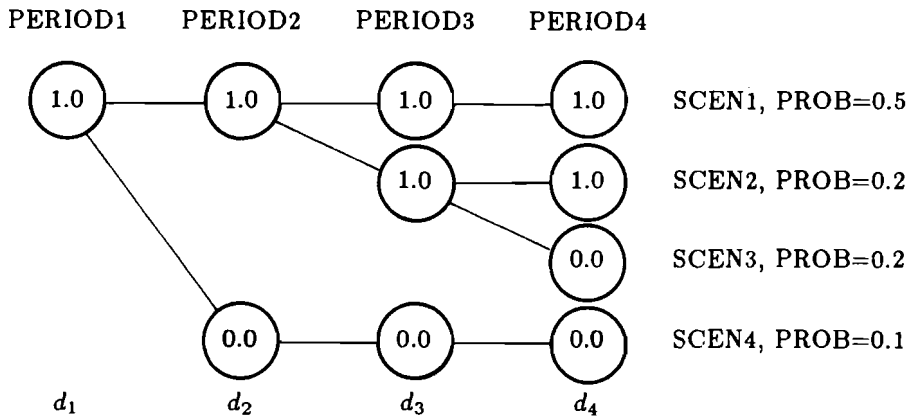 PERIOD1 PERIOD2 PERIOD3 PERIOD4
1.0 1.0 1.0 1.0 SCEN1, PROB=0.5
1.0 1.0 SCEN2, PROB=0.2
0.0 SCEN3, PROB=0.2
0.0 0.0 0.0 SCEN4, PROB=0.1
d₁ d₂ d₃ d₄